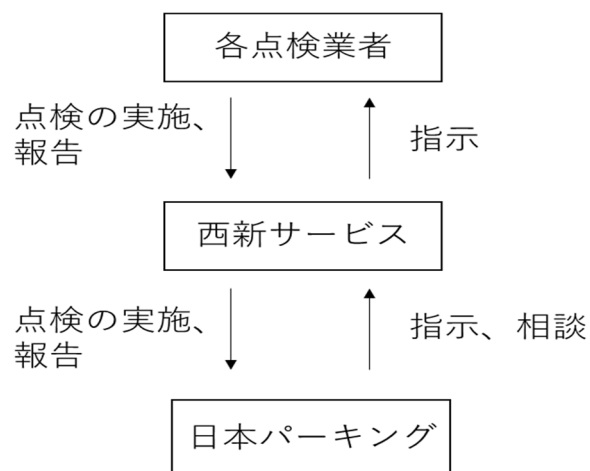 各点検業者
点検の実施、
報告
指示
西新サービス
点検の実施、
報告
指示、相談
日本パーキング